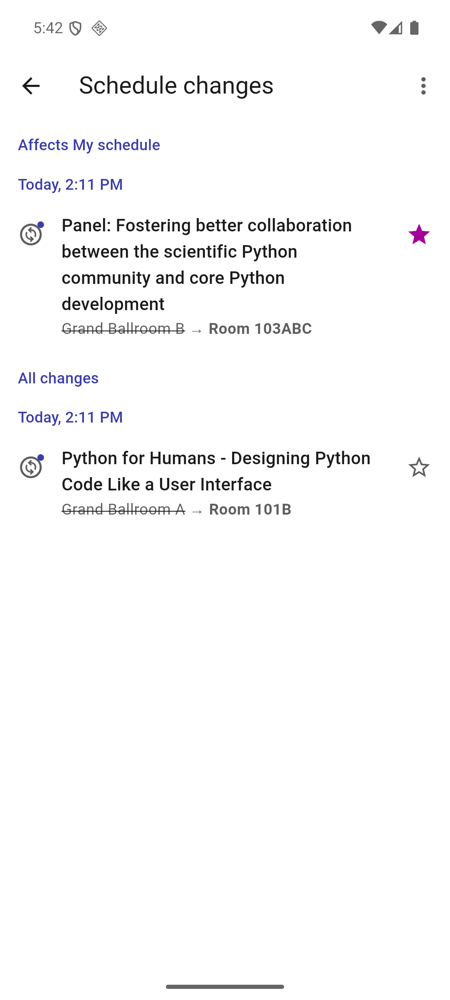 5:42
Schedule changes
Affects My schedule
Today, 2:11 PM
Panel: Fostering better collaboration
between the scientific Python
community and core Python
development
Grand Ballroom B → Room 103ABC
All changes
Today, 2:11 PM
Python for Humans - Designing Python
Code Like a User Interface
Grand Ballroom A → Room 101B